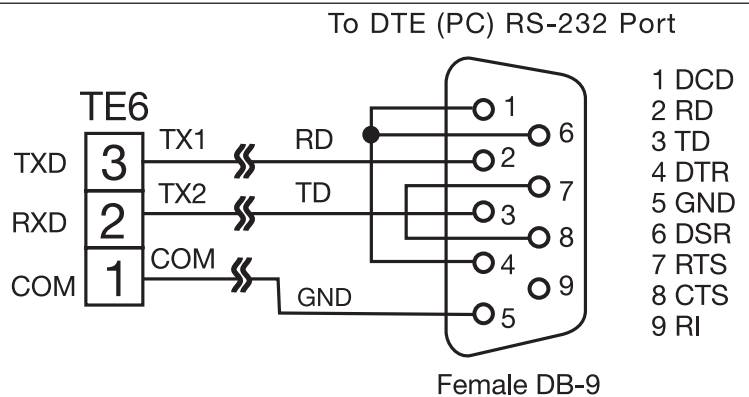 To DTE (PC) RS-232 Port
TE6
TXD 3 TX1 RD
RXD 2 TX2 TD
COM 1 COM GND
1
6
2
7
3
8
4
9
5
1 DCD
2 RD
3 TD
4 DTR
5 GND
6 DSR
7 RTS
8 CTS
9 RI
Female DB-9